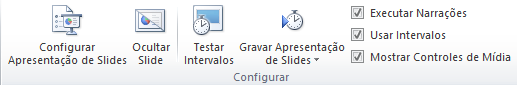 Configurar
Apresentação de Slides
Ocultar
Slide
Testar
Intervalos
Gravar Apresentação
de Slides
Executar Narrações
Usar Intervalos
Mostrar Controles de Mídia
Configurar